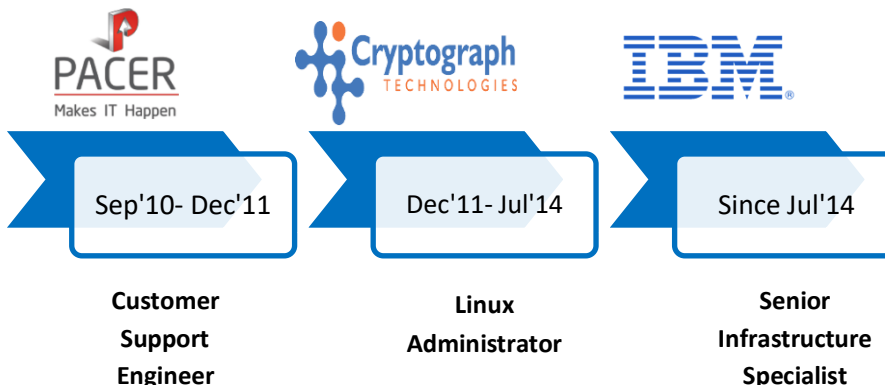 PACER
Makes IT Happen
Cryptograph
TECHNOLOGIES
IBM®
Sep'10- Dec'11
Dec'11- Jul'14
Since Jul'14
Customer
Support
Engineer
Linux
Administrator
Senior
Infrastructure
Specialist